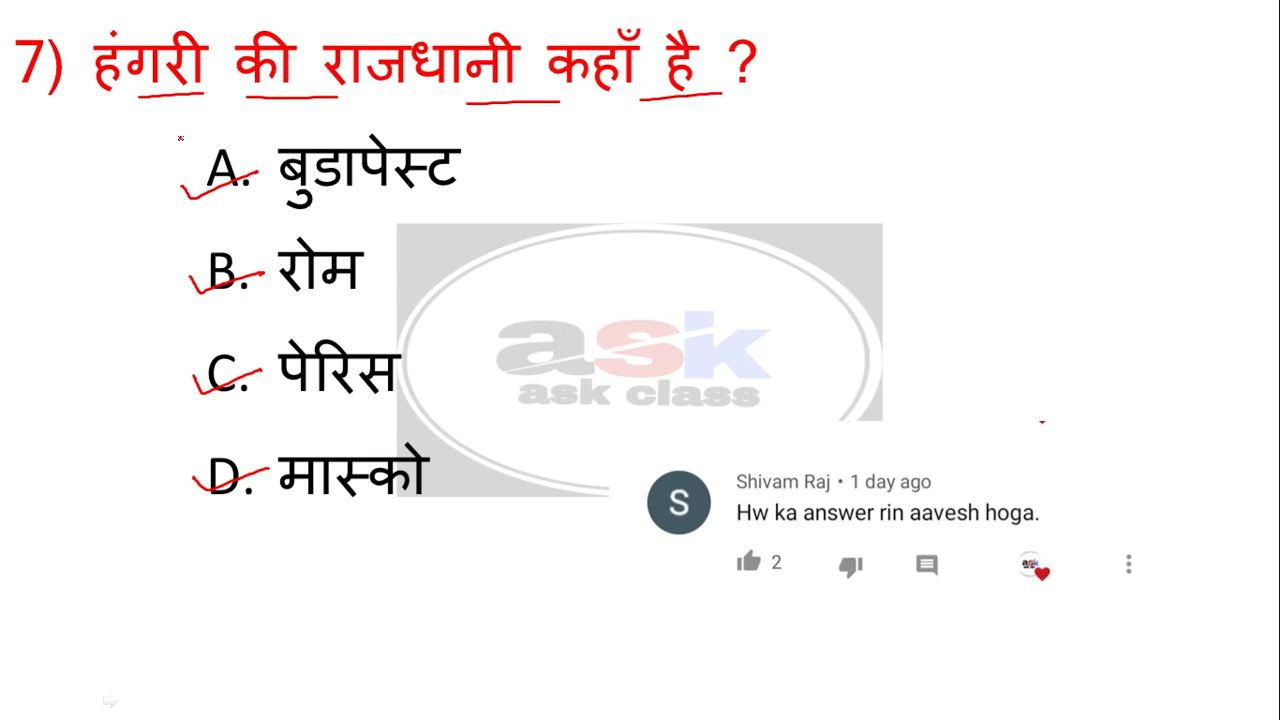 7) हंगरी की राजधानी कहाँ है ?
A. बुडापेस्ट
B. रोम
C. पेरिस
D. मास्को
ask
ask class
S
Shivam Raj • 1 day ago
Hw ka answer rin aavesh hoga.
2
ask